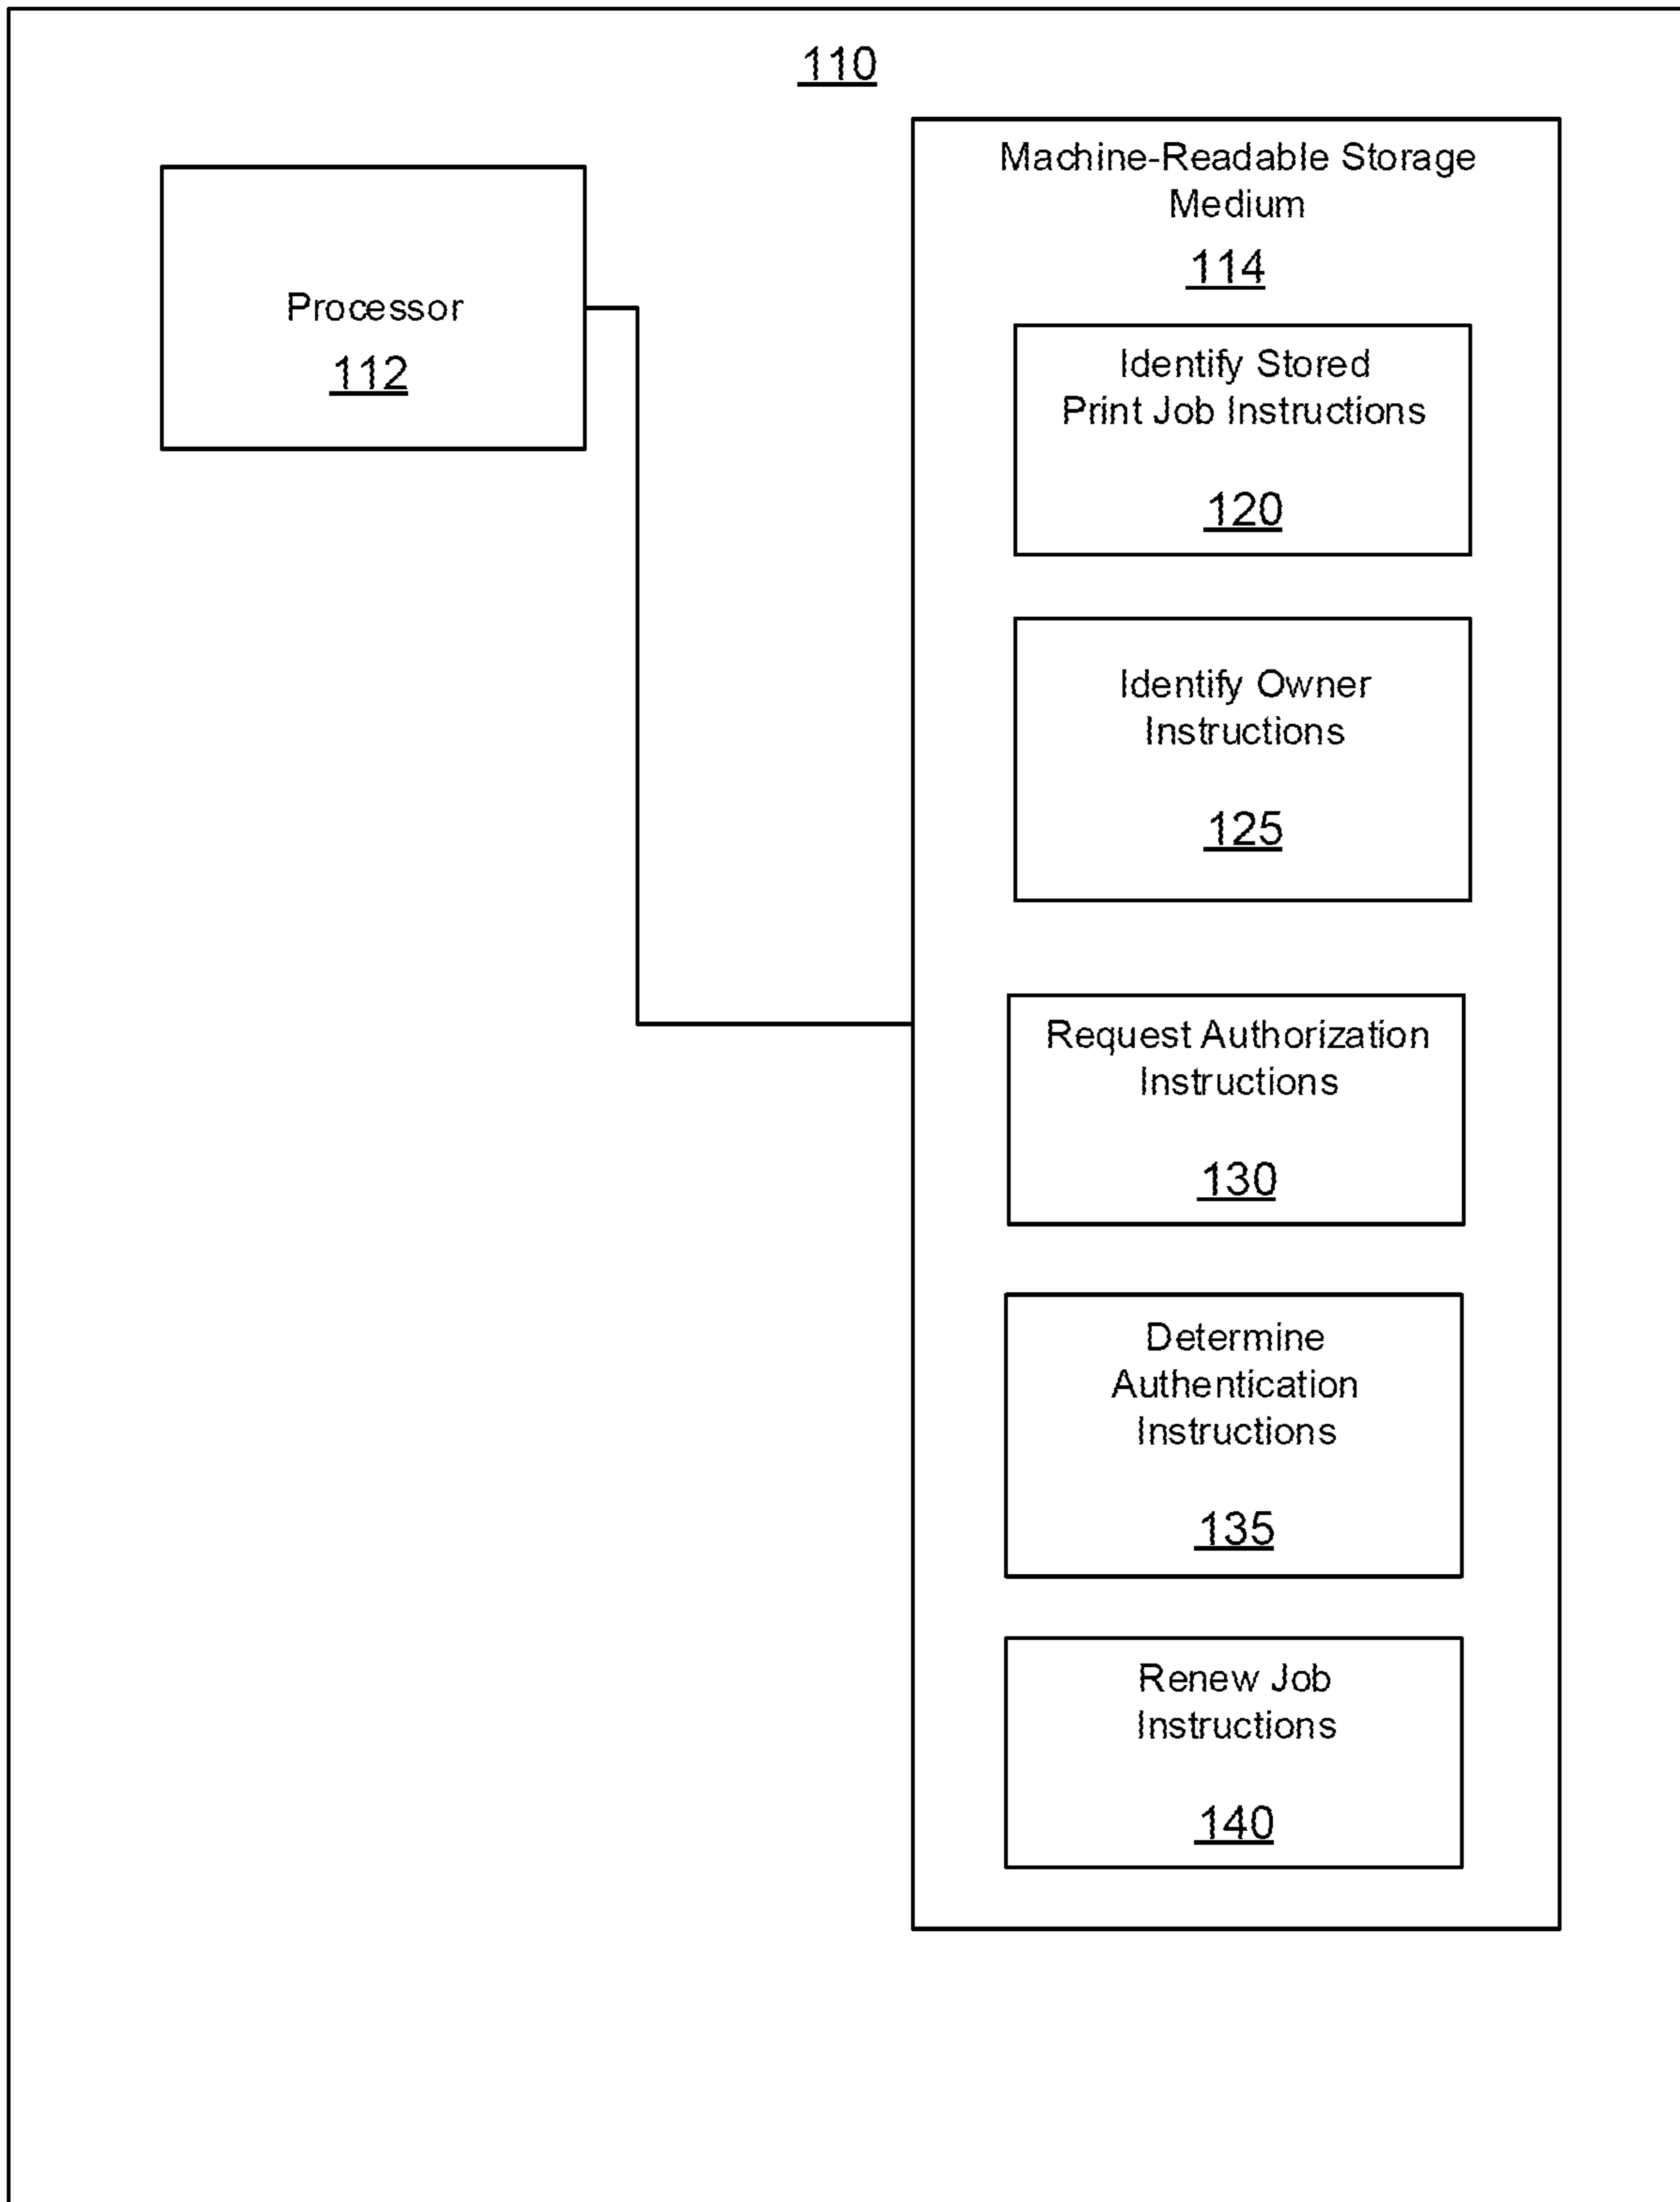 110
Processor
112
Machine-Readable Storage
Medium
114
Identify Stored
Print Job Instructions
120
Identify Owner
Instructions
125
Request Authorization
Instructions
130
Determine
Authentication
Instructions
135
Renew Job
Instructions
140